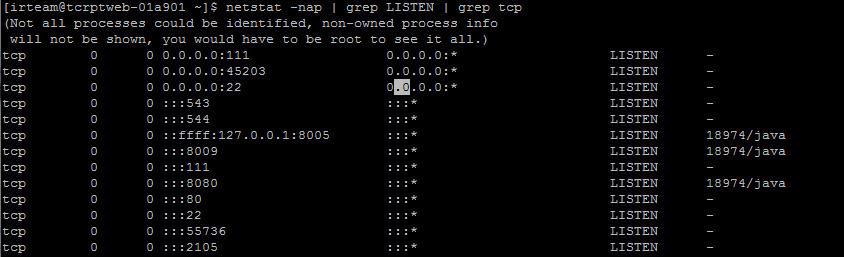 [irteam@tcrptweb-01a901 ~]$ netstat -nap | grep LISTEN | grep tcp
(Not all processes could be identified, non-owned process info
 will not be shown, you would have to be root to see it all.)
tcp        0      0 0.0.0.0:111                 0.0.0.0:*                   LISTEN      -
tcp        0      0 0.0.0.0:45203               0.0.0.0:*                   LISTEN      -
tcp        0      0 0.0.0.0:22                  0.0.0.0:*                   LISTEN      -
tcp        0      0 :::543                      :::*                        LISTEN      -
tcp        0      0 :::544                      :::*                        LISTEN      -
tcp        0      0 ::ffff:127.0.0.1:8005       :::*                        LISTEN      18974/java
tcp        0      0 :::8009                     :::*                        LISTEN      18974/java
tcp        0      0 :::111                      :::*                        LISTEN      -
tcp        0      0 :::8080                     :::*                        LISTEN      18974/java
tcp        0      0 :::80                       :::*                        LISTEN      -
tcp        0      0 :::22                       :::*                        LISTEN      -
tcp        0      0 :::55736                    :::*                        LISTEN      -
tcp        0      0 :::2105                     :::*                        LISTEN      -